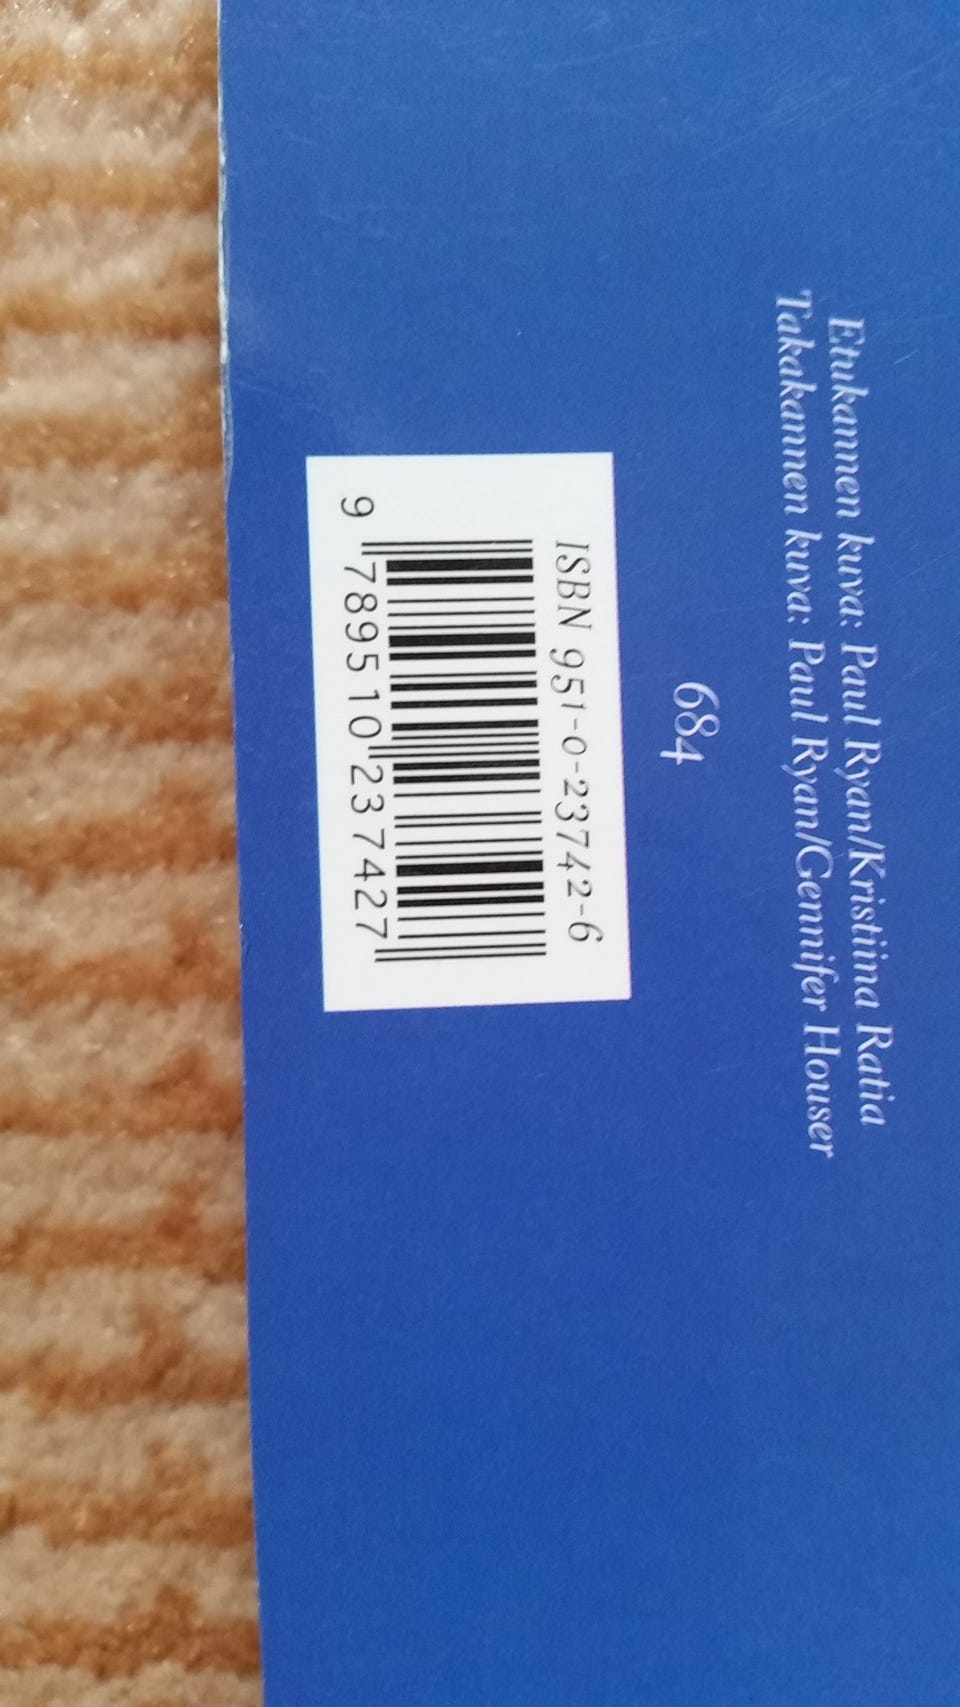 Etukannen kuva: Paul Ryan/Kristiina Ratia
Takakannen kuva: Paul Ryan/Gennifer Houser
684
ISBN 951-0-23742-6
9 789510 237427